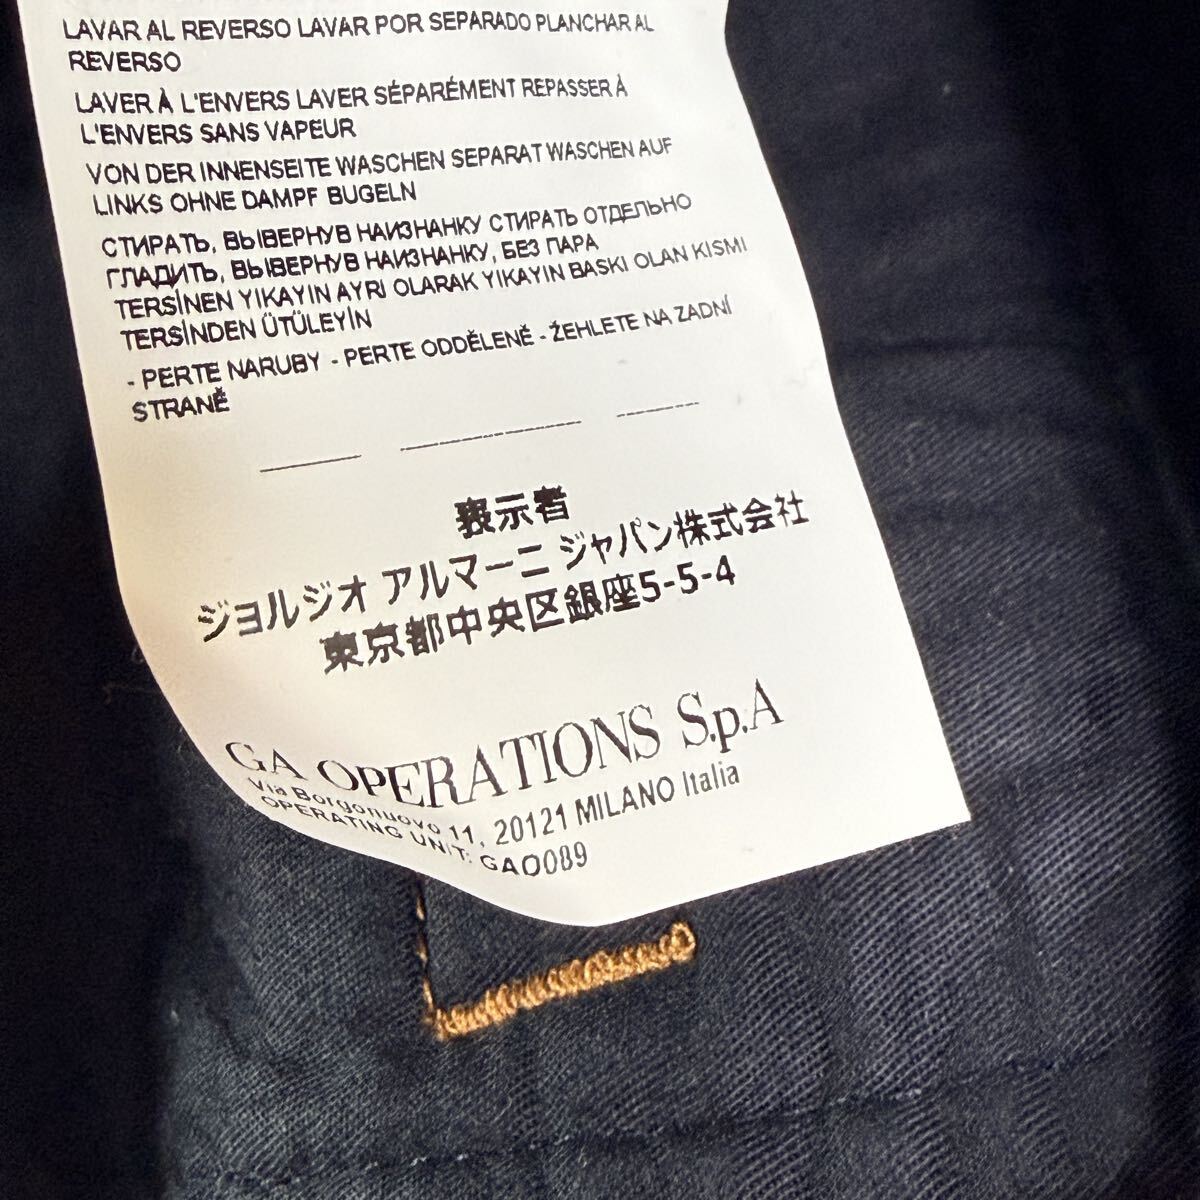 LAVAR AL REVERSO LAVAR POR SEPARADO PLANCHAR AL
REVERSO
LAVER À L'ENVERS LAVER SÉPARÉMENT REPASSER À
L'ENVERS SANS VAPEUR
VON DER INNENSEITE WASCHEN SEPARAT WASCHEN AUF
LINKS OHNE DAMPF BUGELN
СТИРАТЬ, ВЫВЕРНУВ НАИЗНАНКУ СТИРАТЬ ОТДЕЛЬНО
ГЛАДИТЬ, ВЫВЕРНУВ НАИЗНАНКУ, БЕЗ ПАРА
TERSİNEN YIKAYIN AYRI OLARAK YIKAYIN BASKI OLAN KISMI
TERSİNDEN ÜTÜLEYİN
- PERTE NARUBY - PERTE ODDĚLENĚ - ŽEHLETE NA ZADNÍ
STRANĚ
表示者
ジョルジオ アルマーニ ジャパン株式会社
東京都中央区銀座5-5-4
GA OPERATIONS S.p.A
Via Borgonuovo 11, 20121 MILANO Italia
OPERATING UNIT: GAO089